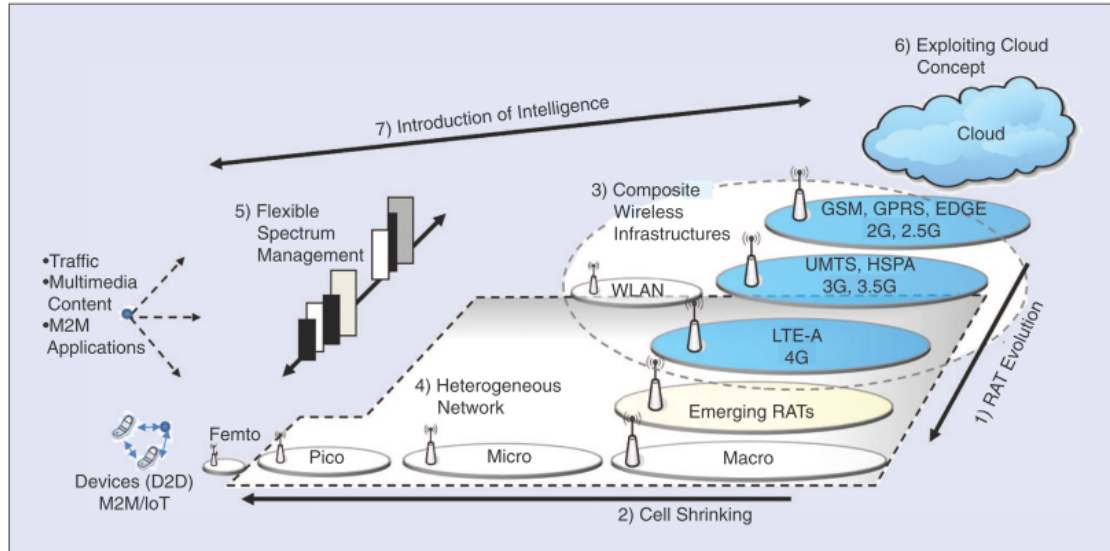 6) Exploiting Cloud
Concept
Cloud
7) Introduction of Intelligence
3) Composite
Wireless
Infrastructures
GSM, GPRS, EDGE
2G, 2.5G
5) Flexible
Spectrum
Management
UMTS, HSPA
3G, 3.5G
WLAN
•Traffic
•Multimedia
Content
•M2M
Applications
LTE-A
4G
1) RAT Evolution
4) Heterogeneous
Network
Emerging RATs
Femto
Pico
Micro
Macro
Devices (D2D)
M2M/IoT
2) Cell Shrinking